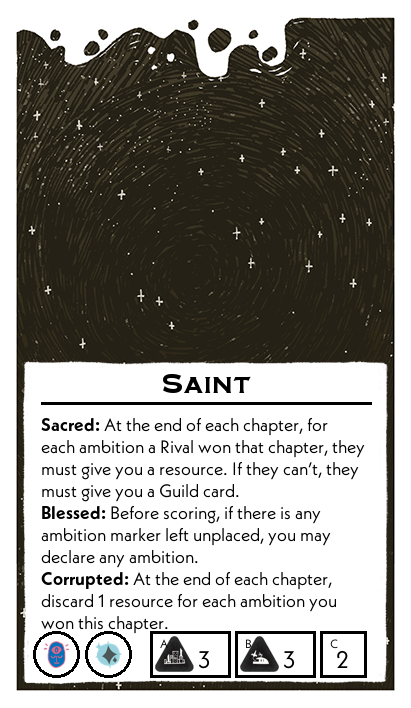 SAINT
Sacred: At the end of each chapter, for
each ambition a Rival won that chapter, they
must give you a resource. If they can't, they
must give you a Guild card.
Blessed: Before scoring, if there is any
ambition marker left unplaced, you may
declare any ambition.
Corrupted: At the end of each chapter,
discard 1 resource for each ambition you
won this chapter.
A 3 B 3 C 2